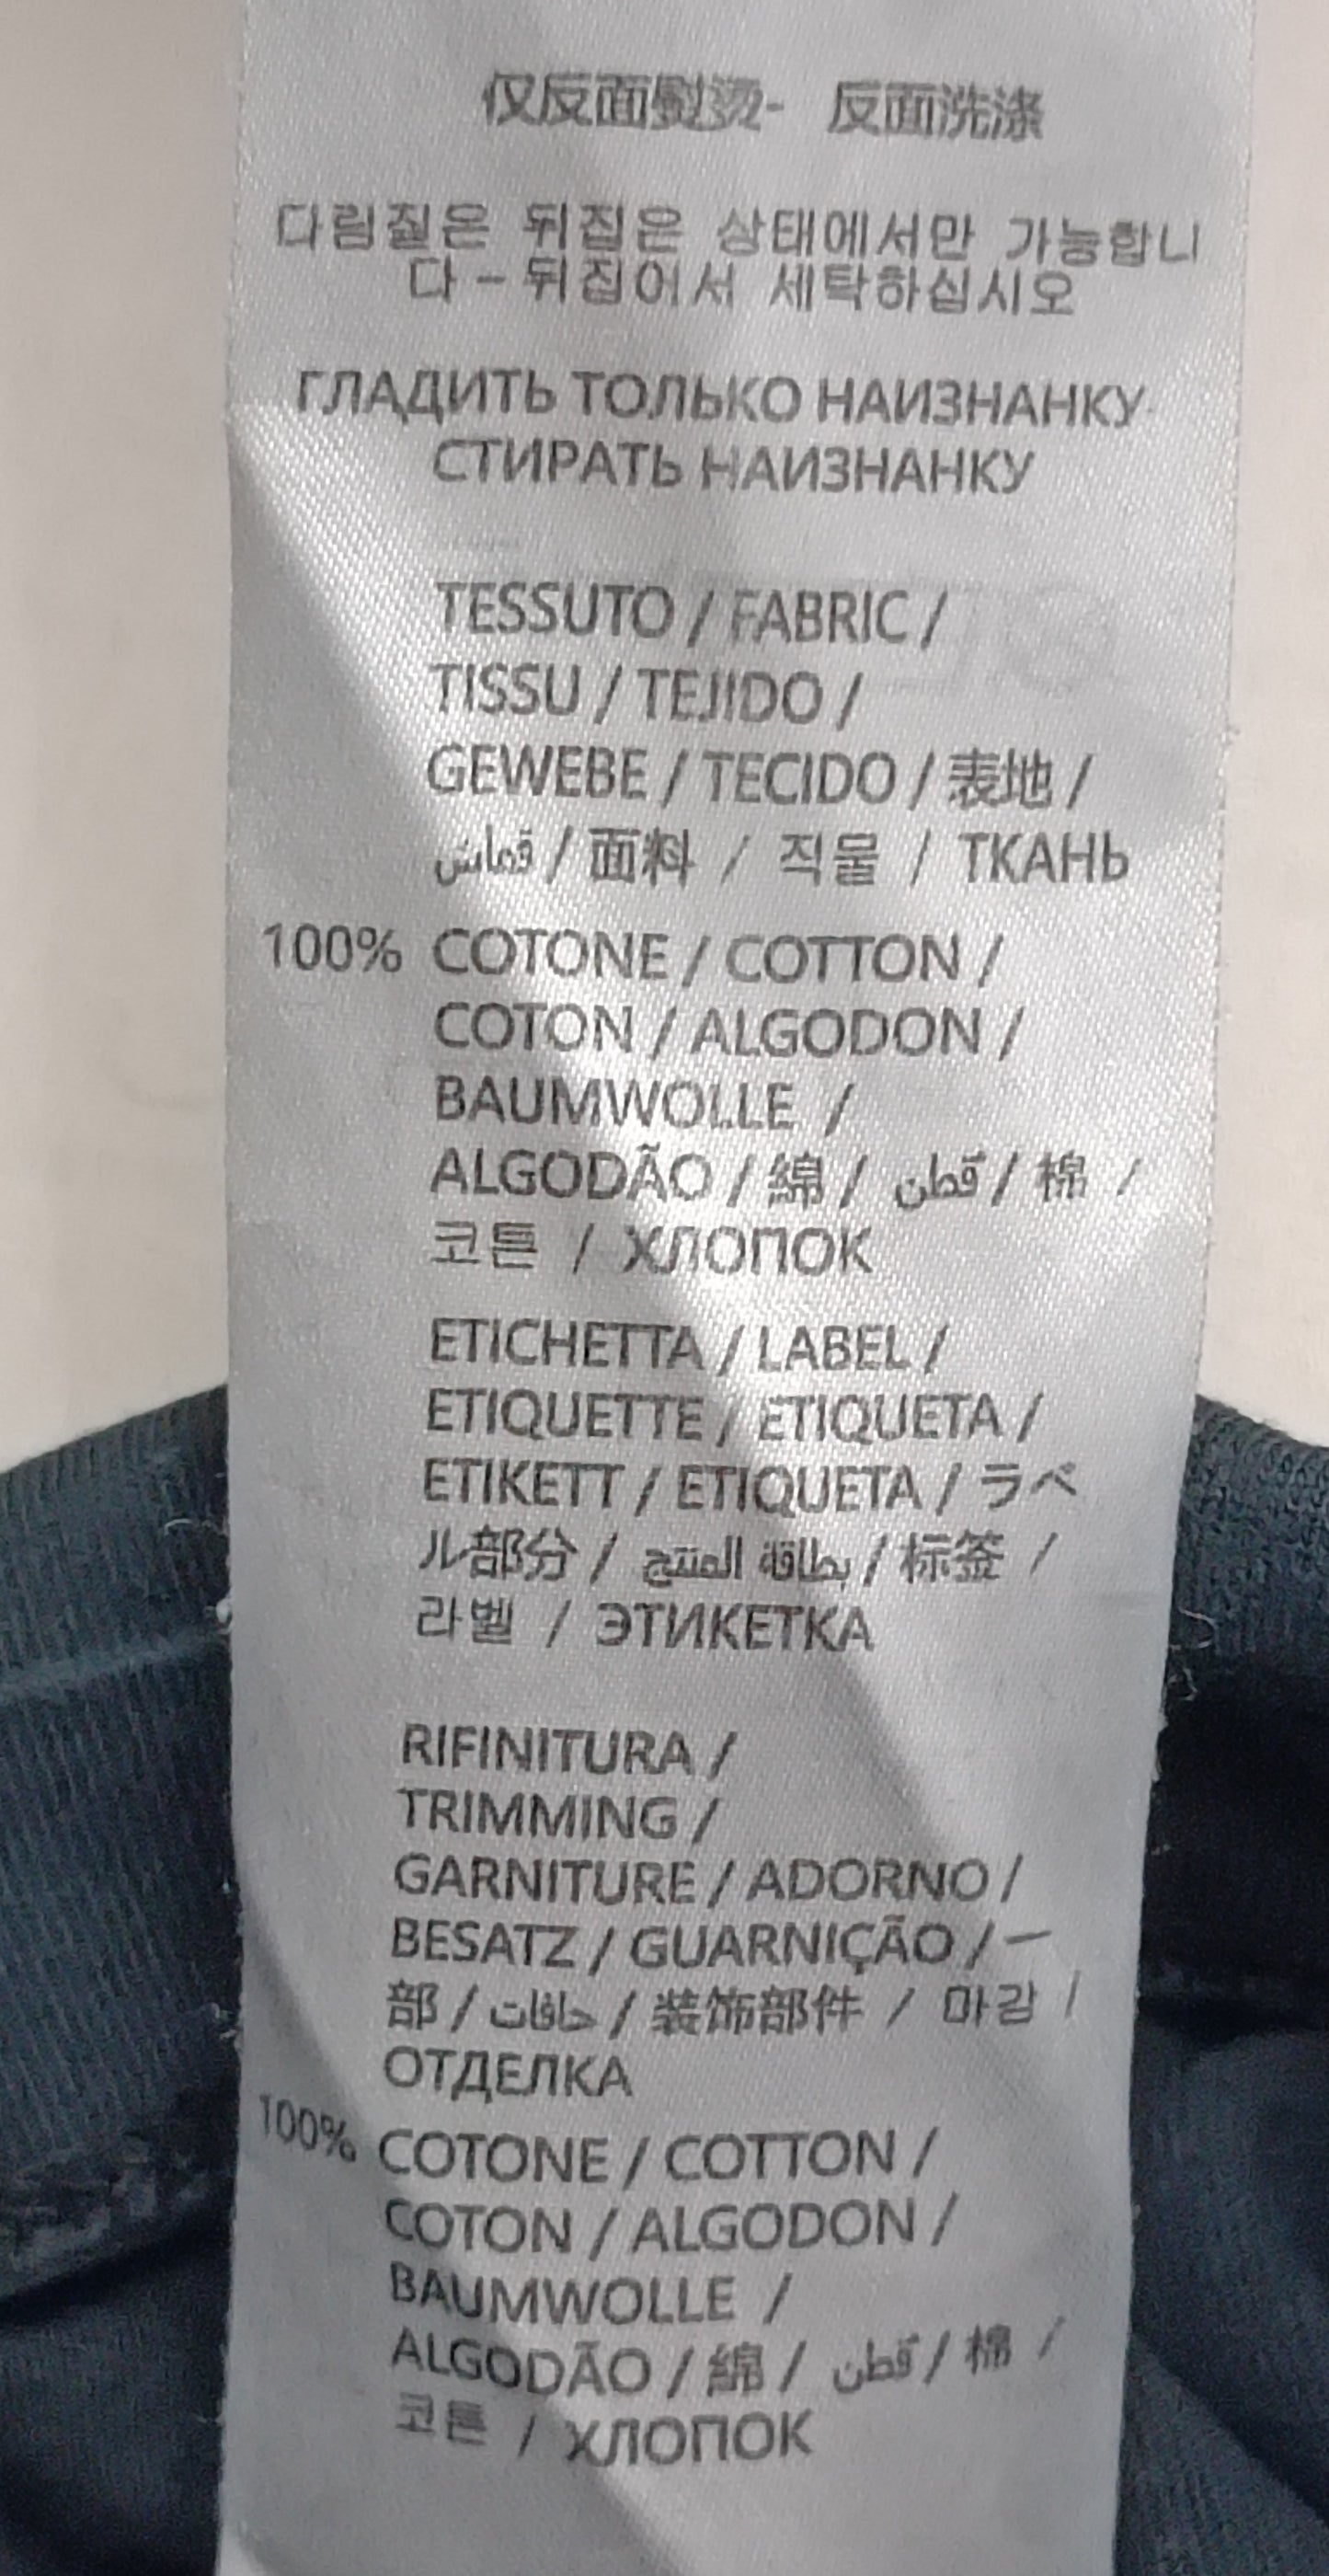 仅反面熨烫- 反面洗涤
다림질은 뒤집은 상태에서만 가능합니
다-뒤집어서 세탁하십시오
ГЛАДИТЬ ТОЛЬКО НАИЗНАНКУ-
СТИРАТЬ НАИЗНАНКУ
TESSUTO / FABRIC /
TISSU / TEJIDO /
GEWEBE / TECIDO / 表地 /
قماش / 面料 / 직물 / ТКАНЬ
100% COTONE / COTTON /
COTON / ALGODON /
BAUMWOLLE /
ALGODÃO / 綿 / قطن / 棉 /
코튼 / ХЛОПОК
ETICHETTA / LABEL /
ETIQUETTE / ETIQUETA /
ETIKETT / ETIQUETA / ラベ
ル部分 / بطاقة المنتج / 标签 /
라벨 / ЭТИКЕТКА
RIFINITURA /
TRIMMING /
GARNITURE / ADORNO /
BESATZ / GUARNIÇÃO / 一
部 / حافات / 装饰部件 / 마감 /
ОТДЕЛКА
100% COTONE / COTTON /
COTON / ALGODON /
BAUMWOLLE /
ALGODÃO / 綿 / قطن / 棉 /
코튼 / ХЛОПОК